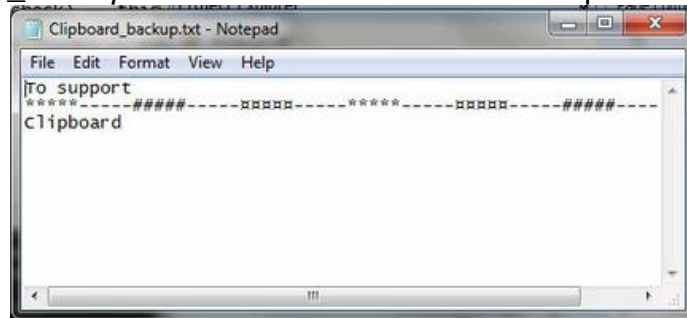 Clipboard_backup.txt - Notepad
File Edit Format View Help
To support
*****-----#####-----¤¤¤¤¤-----*****-----¤¤¤¤¤-----#####----
Clipboard